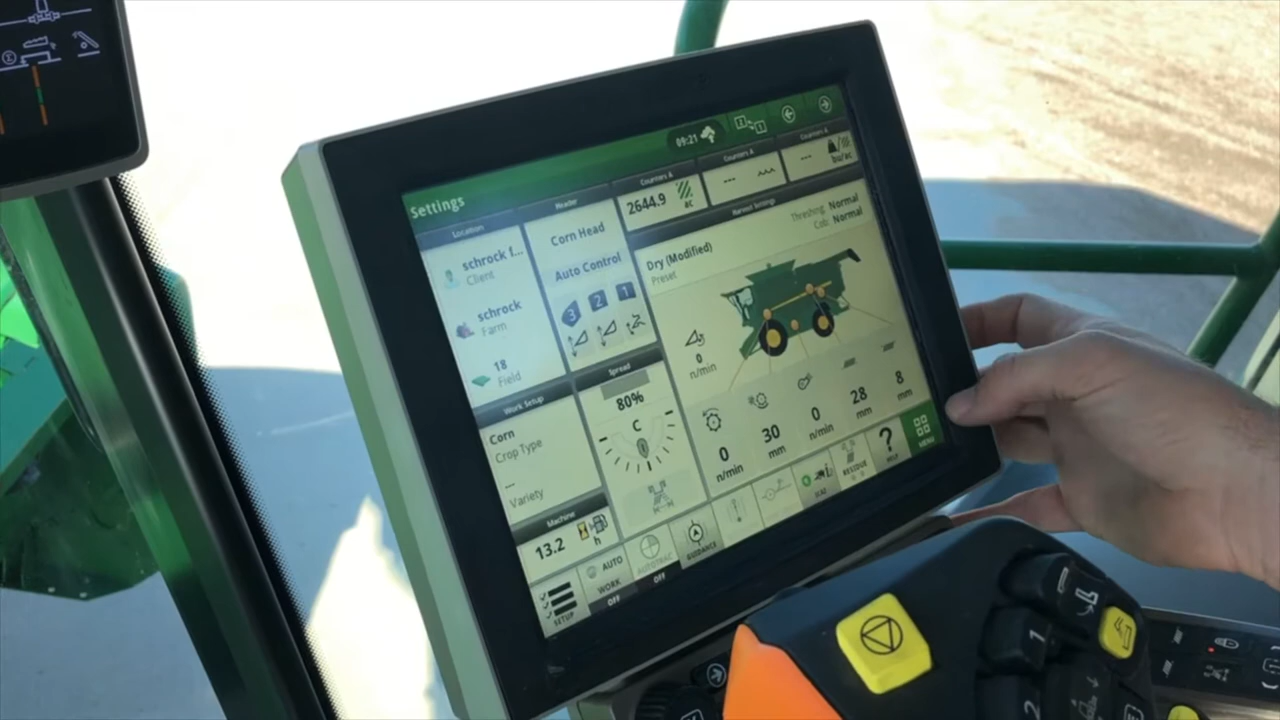 09:21
Settings
Location
schrock f...
Client
schrock
Farm
18
Field
Header
Corn Head
Auto Control
3 2 1
Counters A
2644.9 ac
Counters A
---
Counters A
--- bu/ac
Harvest Settings
Dry (Modified)
Preset
Threshing: Normal
Cob: Normal
0
n/min
0
n/min
30
mm
0
n/min
28
mm
8
mm
Work Setup
Corn
Crop Type
---
Variety
Spread
80%
C
Machine
13.2 h
SETUP
AUTO
WORK
OFF
AUTOTRAC
OFF
GUIDANCE
RESIDUE
HELP
MENU
1
2